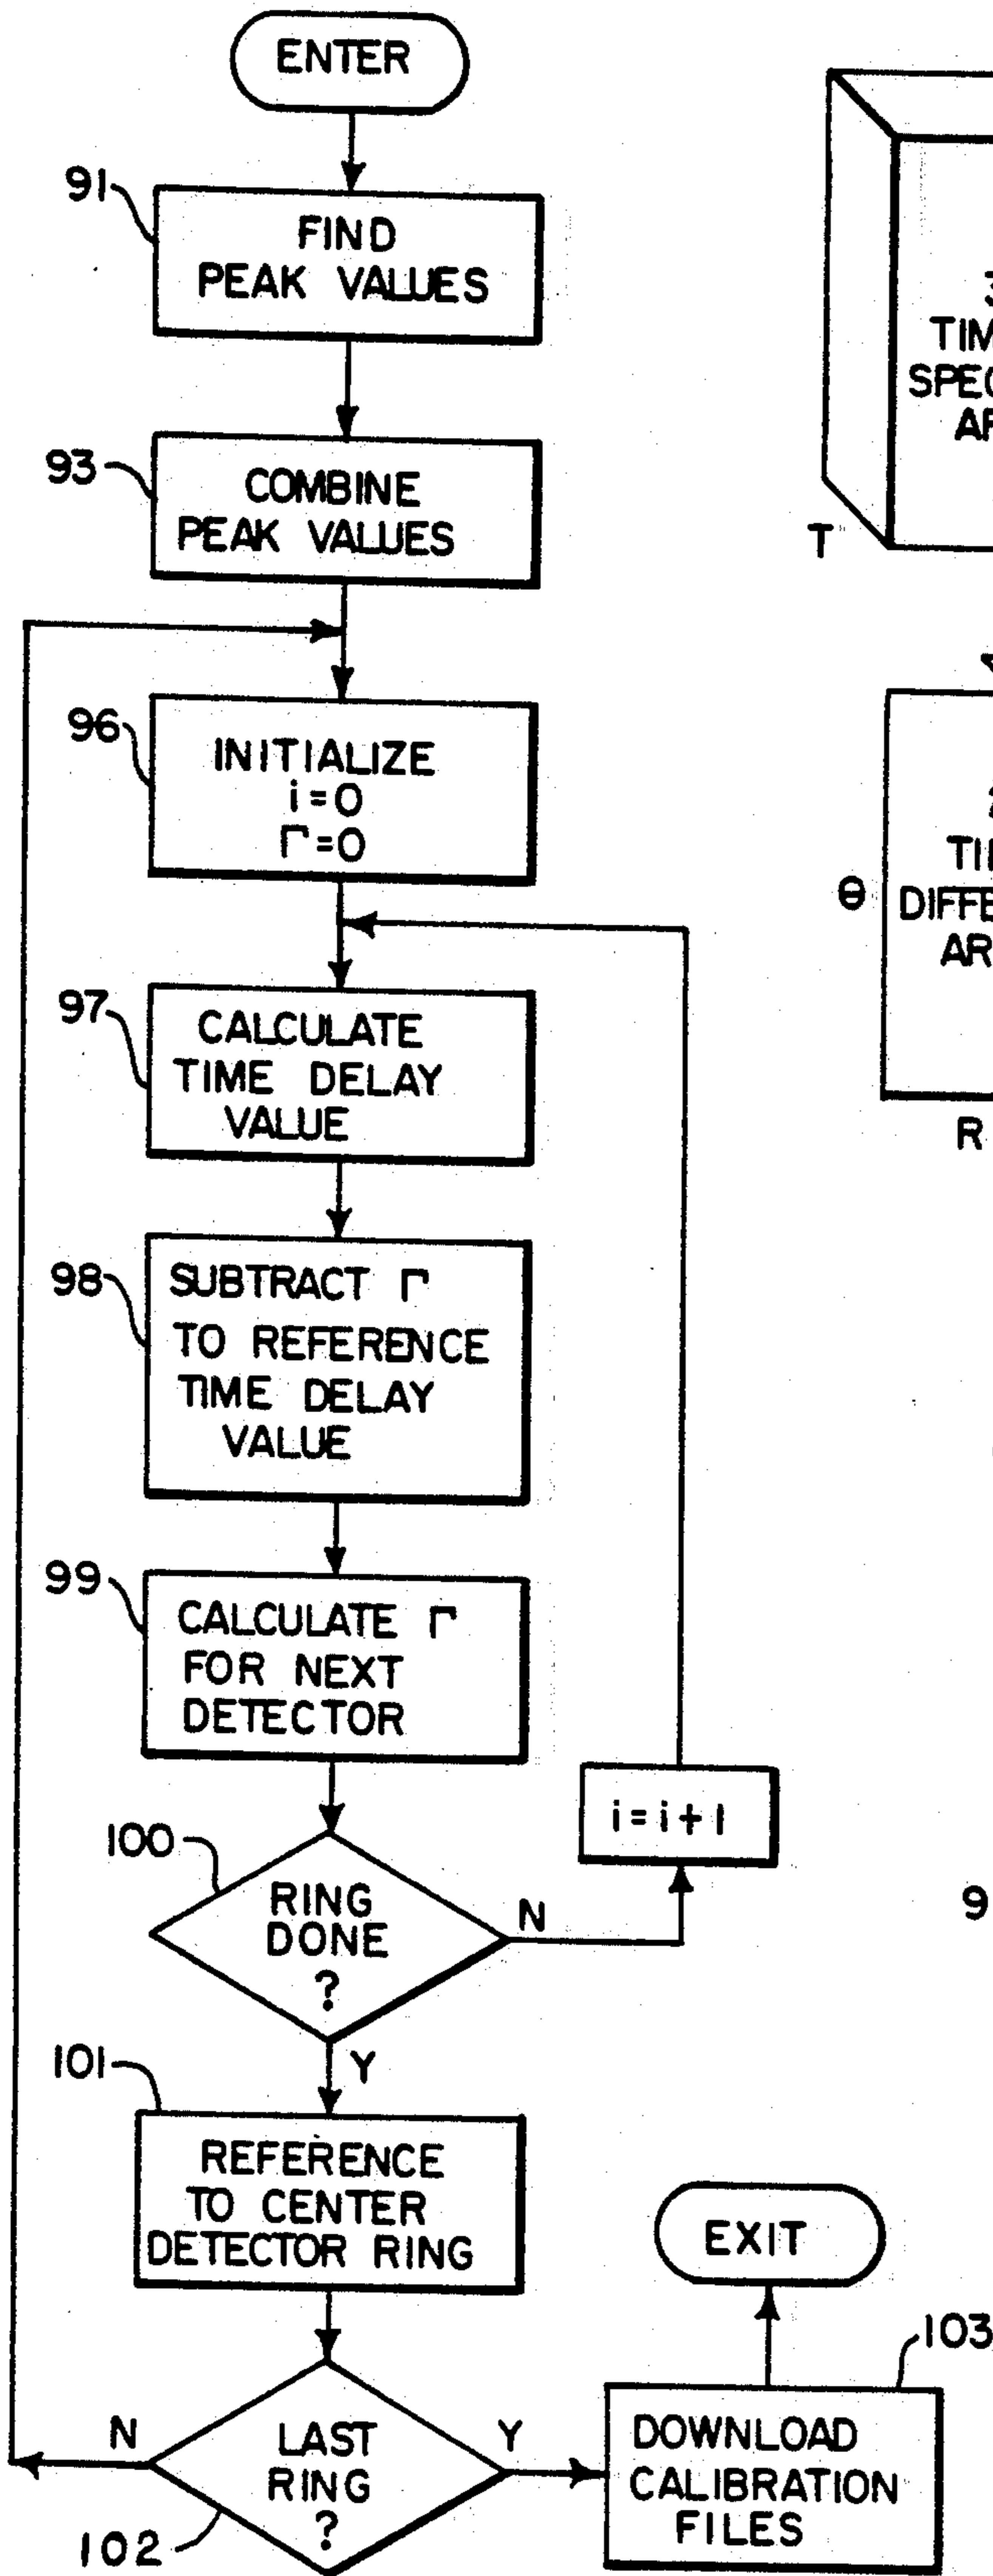 ENTER
91
FIND
PEAK VALUES
93
COMBINE
PEAK VALUES
96
INITIALIZE
i=0
Γ=0
97
CALCULATE
TIME DELAY
VALUE
98
SUBTRACT Γ
TO REFERENCE
TIME DELAY
VALUE
99
CALCULATE Γ
FOR NEXT
DETECTOR
i=i+1
100
RING
DONE
?
N
Y
101
REFERENCE
TO CENTER
DETECTOR RING
102
LAST
RING
?
N
Y
103
DOWNLOAD
CALIBRATION
FILES
EXIT
T
θ
R
9